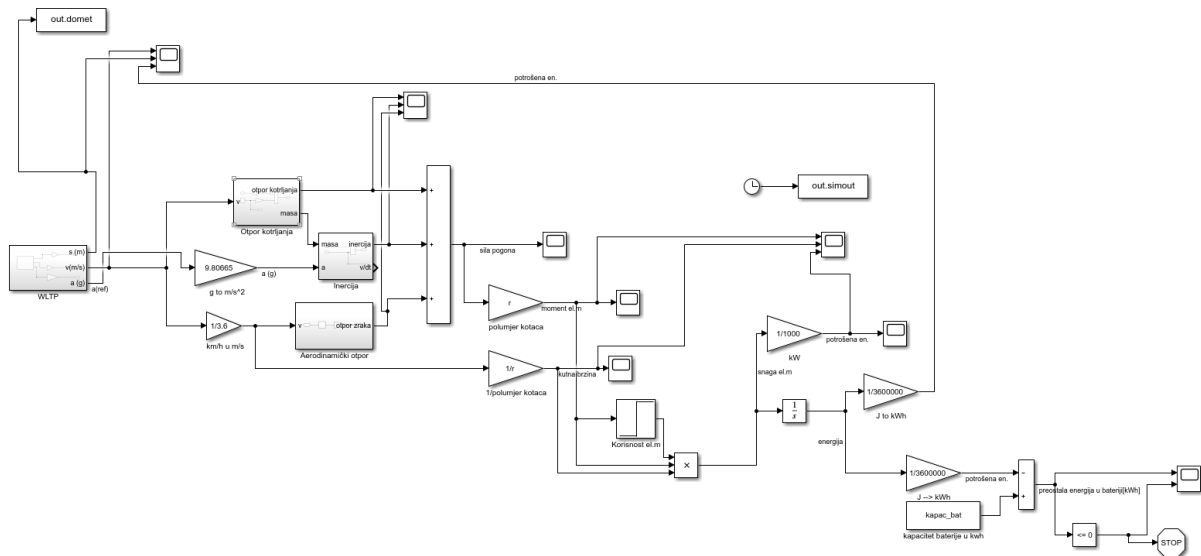 out.domet
potrošena en.
otpor kotrljanja
v
masa
Otpor kotrljanja
s (m)
v(m/s)
a (g)
WLTP
a(ref)
9.80665
g to m/s^2
a (g)
masa
inercija
a
v/dt
Inercija
1/3.6
km/h u m/s
v
otpor zraka
Aerodinamički otpor
+
+
+
sila pogona
r
polumjer kotaca
moment el.m
1/r
1/polumjer kotaca
kutna brzina
out.simout
1/1000
kW
potrošena en.
snaga el.m
Korisnost el.m
×
1
s
energija
1/3600000
J to kWh
1/3600000
J --> kWh
potrošena en.
kapac_bat
kapacitet baterije u kwh
−
+
preostala energija u bateriji[kWh]
<= 0
STOP